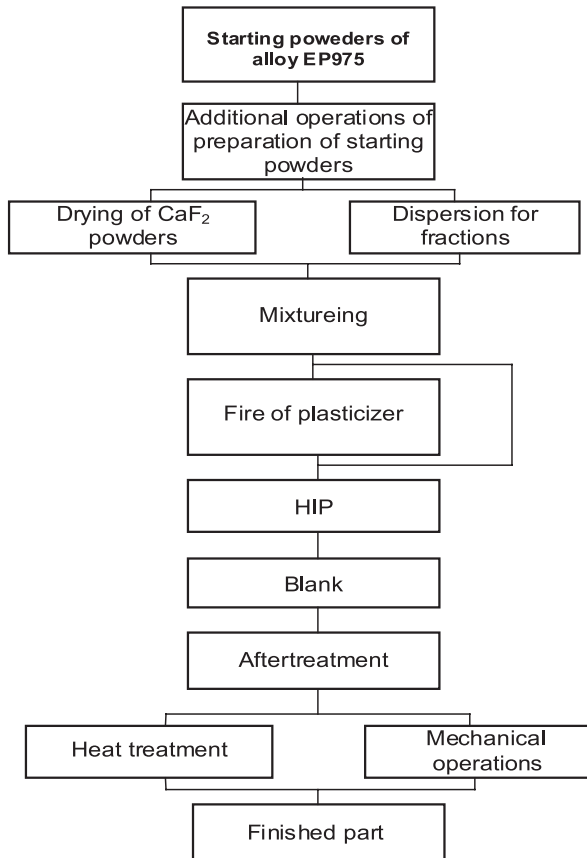 Starting poweders of
alloy EP975
Additional operations of
preparation of starting
powders
Drying of CaF₂
powders
Dispersion for
fractions
Mixtureing
Fire of plasticizer
HIP
Blank
Aftertreatment
Heat treatment
Mechanical
operations
Finished part